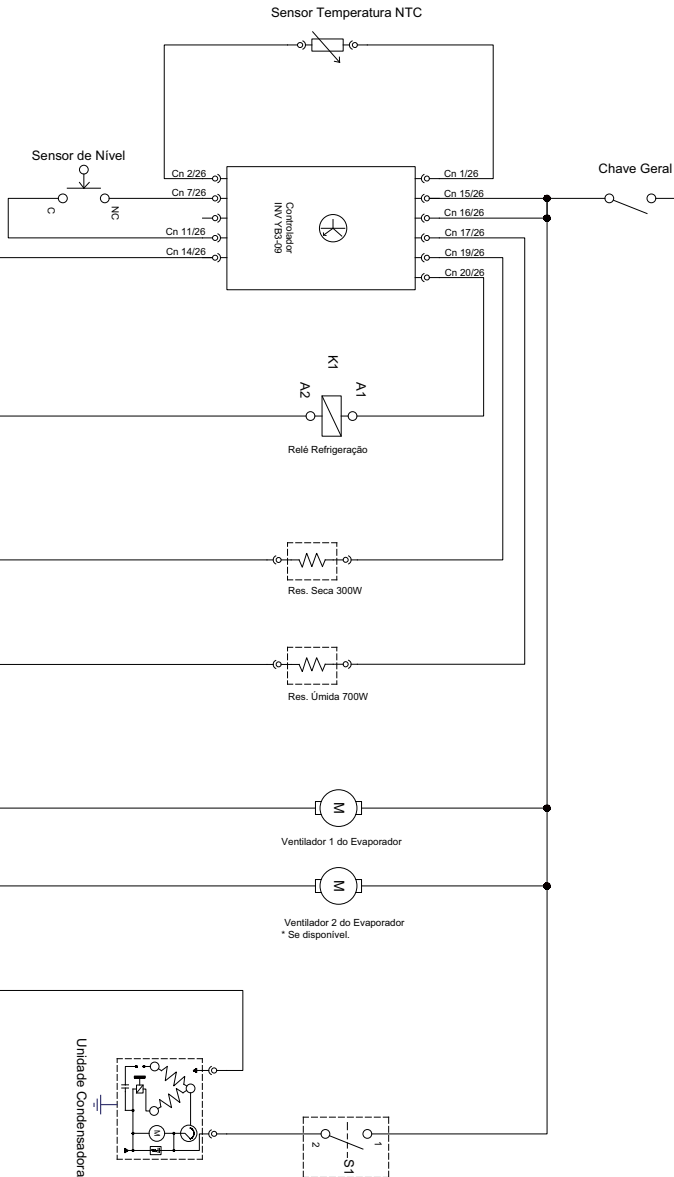 Sensor Temperatura NTC
Sensor de Nível
Chave Geral
C
NC
Cn 2/26
Cn 7/26
Cn 11/26
Cn 14/26
Controlador
INV YB3-09
Cn 1/26
Cn 15/26
Cn 16/26
Cn 17/26
Cn 19/26
Cn 20/26
K1
A2
A1
Relé Refrigeração
Res. Seca 300W
Res. Úmida 700W
M
Ventilador 1 do Evaporador
M
Ventilador 2 do Evaporador
* Se disponível.
Unidade Condensadora
M
2
1
S1